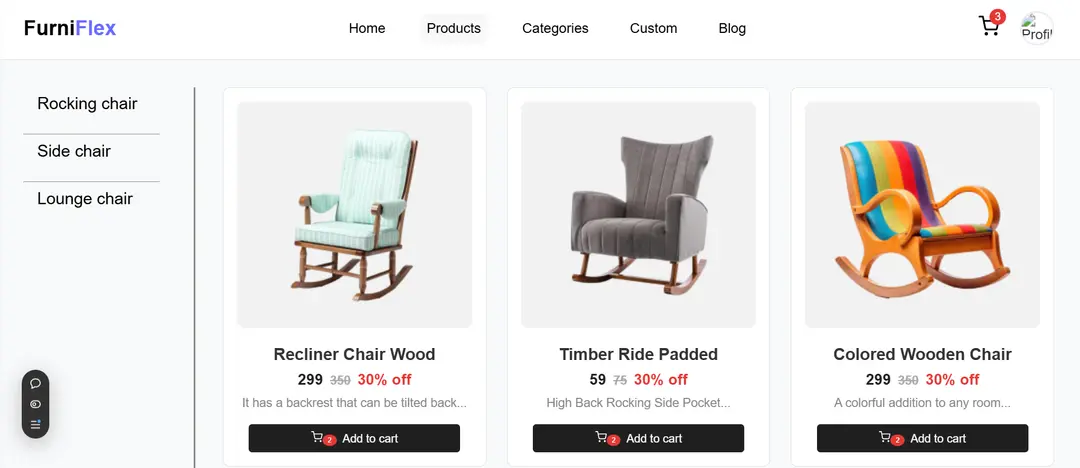 FurniFlex Home Products Categories Custom Blog 3 Profil
Rocking chair
Side chair
Lounge chair
Recliner Chair Wood
299 350 30% off
It has a backrest that can be tilted back...
2 Add to cart
Timber Ride Padded
59 75 30% off
High Back Rocking Side Pocket...
2 Add to cart
Colored Wooden Chair
299 350 30% off
A colorful addition to any room...
2 Add to cart